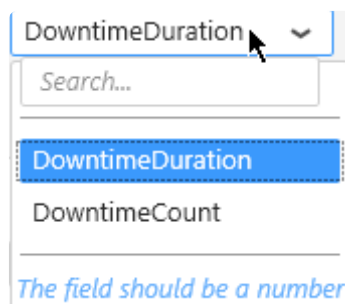 DowntimeDuration
Search...
DowntimeDuration
DowntimeCount
The field should be a number